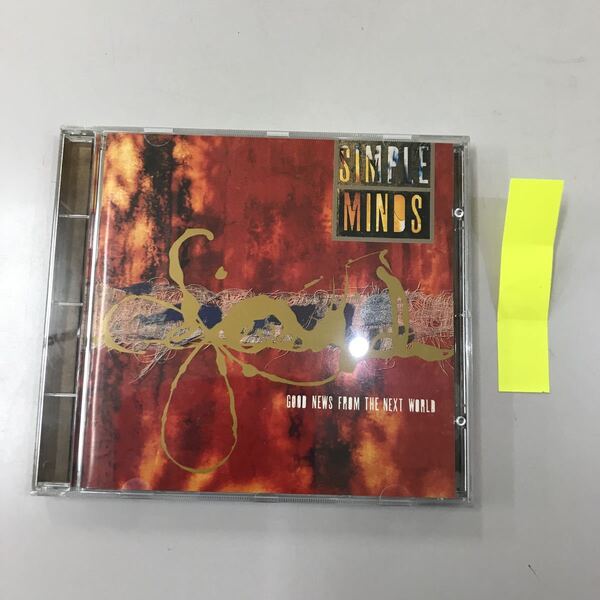 SIMPLE
MINDS
GOOD NEWS FROM THE NEXT WORLD